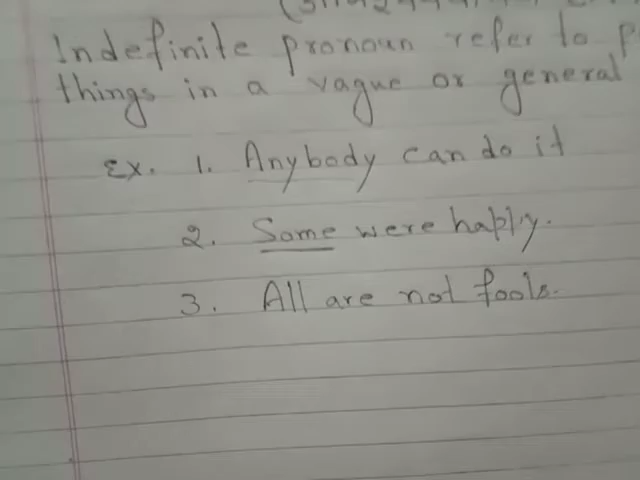 Indefinite pronoun refer to
things in a vague or general
Ex. 1. Anybody can do it
2. Some were happy.
3. All are not fools.